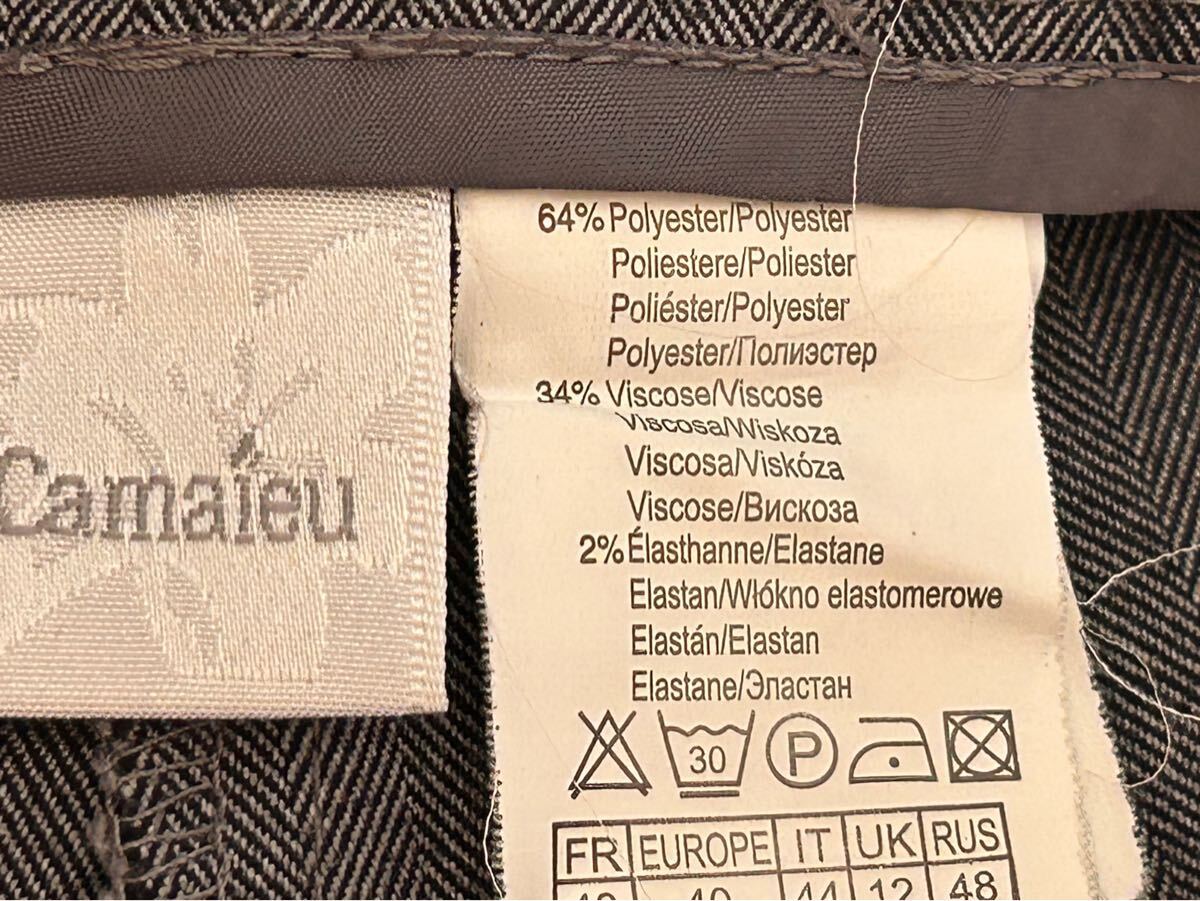 Camaïeu
64% Polyester/Polyester
Poliestere/Poliester
Poliéster/Polyester
Polyester/Полиэстер
34% Viscose/Viscose
Viscosa/Wiskoza
Viscosa/Viskóza
Viscose/Вискоза
2% Élasthanne/Elastane
Elastan/Włókno elastomerowe
Elastán/Elastan
Elastane/Эластан
30 P
FR EUROPE IT UK RUS
40 40 44 12 48